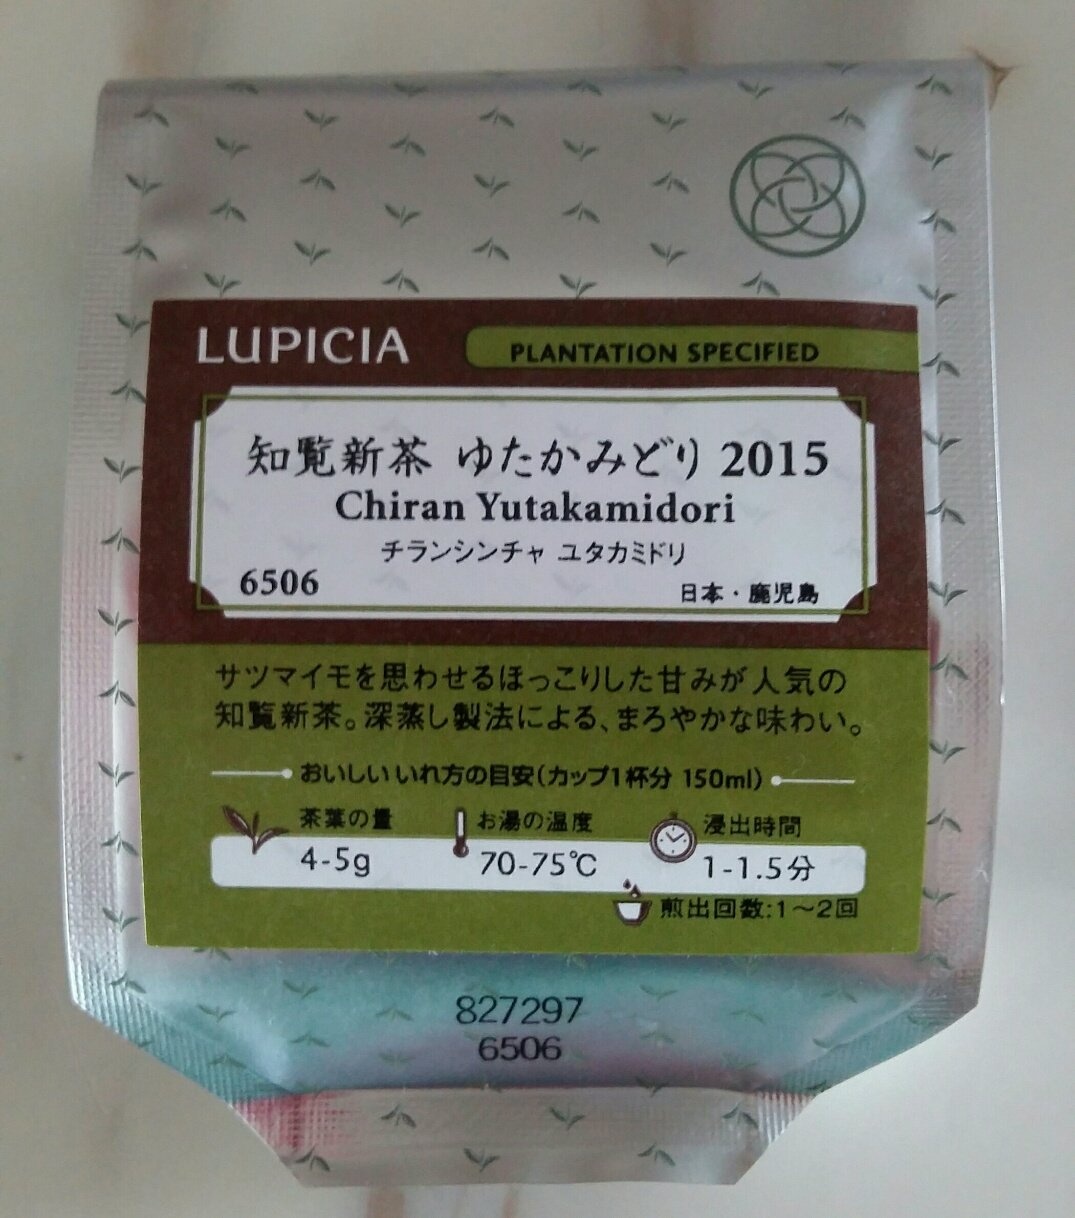 LUPICIA
PLANTATION SPECIFIED
知覧新茶 ゆたかみどり 2015
Chiran Yutakamidori
チランシンチャ ユタカミドリ
6506
日本・鹿児島
サツマイモを思わせるほっこりした甘みが人気の
知覧新茶。深蒸し製法による、まろやかな味わい。
おいしいいれ方の目安(カップ1杯分 150ml)
茶葉の量 お湯の温度 浸出時間
4-5g 70-75℃ 1-1.5分
煎出回数:1〜2回
827297
6506